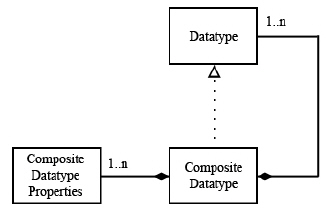 1..n
Datatype
1..n
Composite
Datatype
Properties
Composite
Datatype